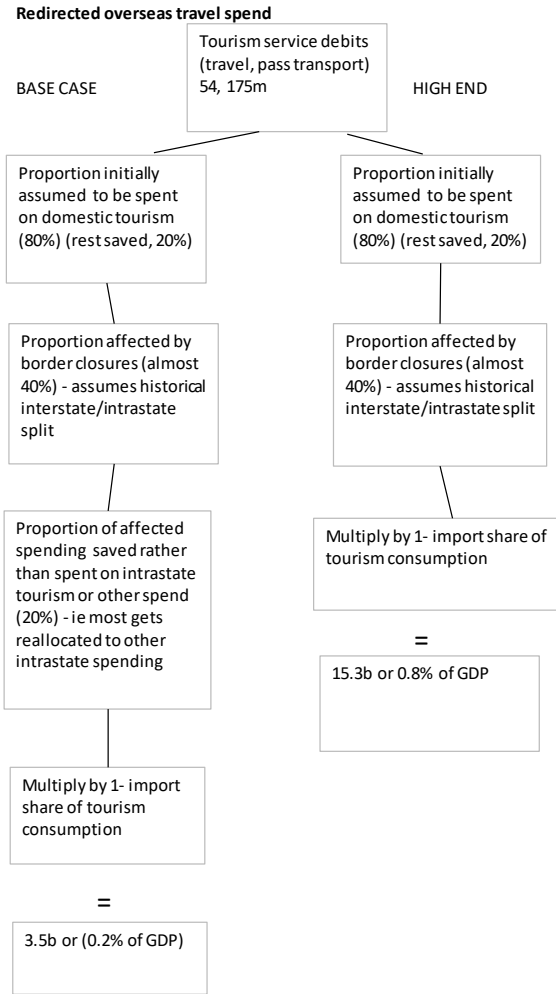 Redirected overseas travel spend
Tourism service debits
(travel, pass transport)
54, 175m
BASE CASE
HIGH END
Proportion initially
assumed to be spent
on domestic tourism
(80%) (rest saved, 20%)
Proportion initially
assumed to be spent
on domestic tourism
(80%) (rest saved, 20%)
Proportion affected by
border closures (almost
40%) - assumes historical
interstate/intrastate
split
Proportion affected by
border closures (almost
40%) - assumes historical
interstate/intrastate split
Proportion of affected
spending saved rather
than spent on intrastate
tourism or other spend
(20%) - ie most gets
reallocated to other
intrastate spending
Multiply by 1- import share of
tourism consumption
=
15.3b or 0.8% of GDP
Multiply by 1- import
share of tourism
consumption
=
3.5b or (0.2% of GDP)